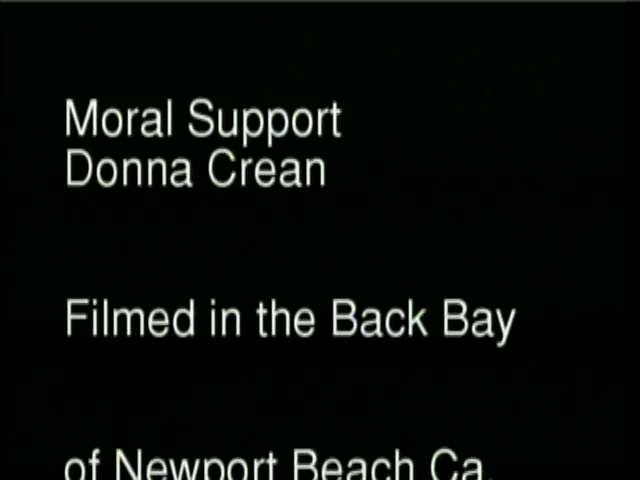 Moral Support
Donna Crean
Filmed in the Back Bay
of Newport Beach Ca.